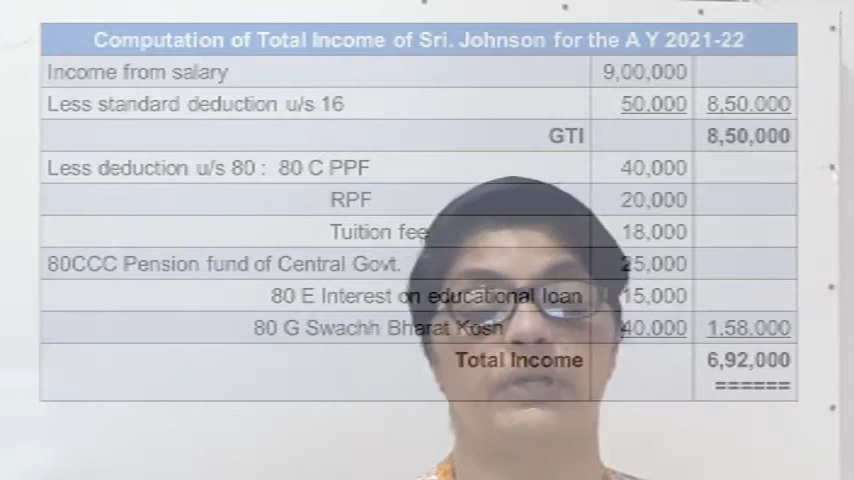 Computation of Total Income of Sri. Johnson for the A Y 2021-22
Income from salary 9,00,000
Less standard deduction u/s 16 50.000 8,50.000
GTI 8,50,000
Less deduction u/s 80 : 80 C PPF 40,000
RPF 20,000
Tuition fee 18,000
80CCC Pension fund of Central Govt. 25,000
80 E Interest on educational loan 15,000
80 G Swachh Bharat Kosh 40.000 1.58.000
Total Income 6,92,000
======